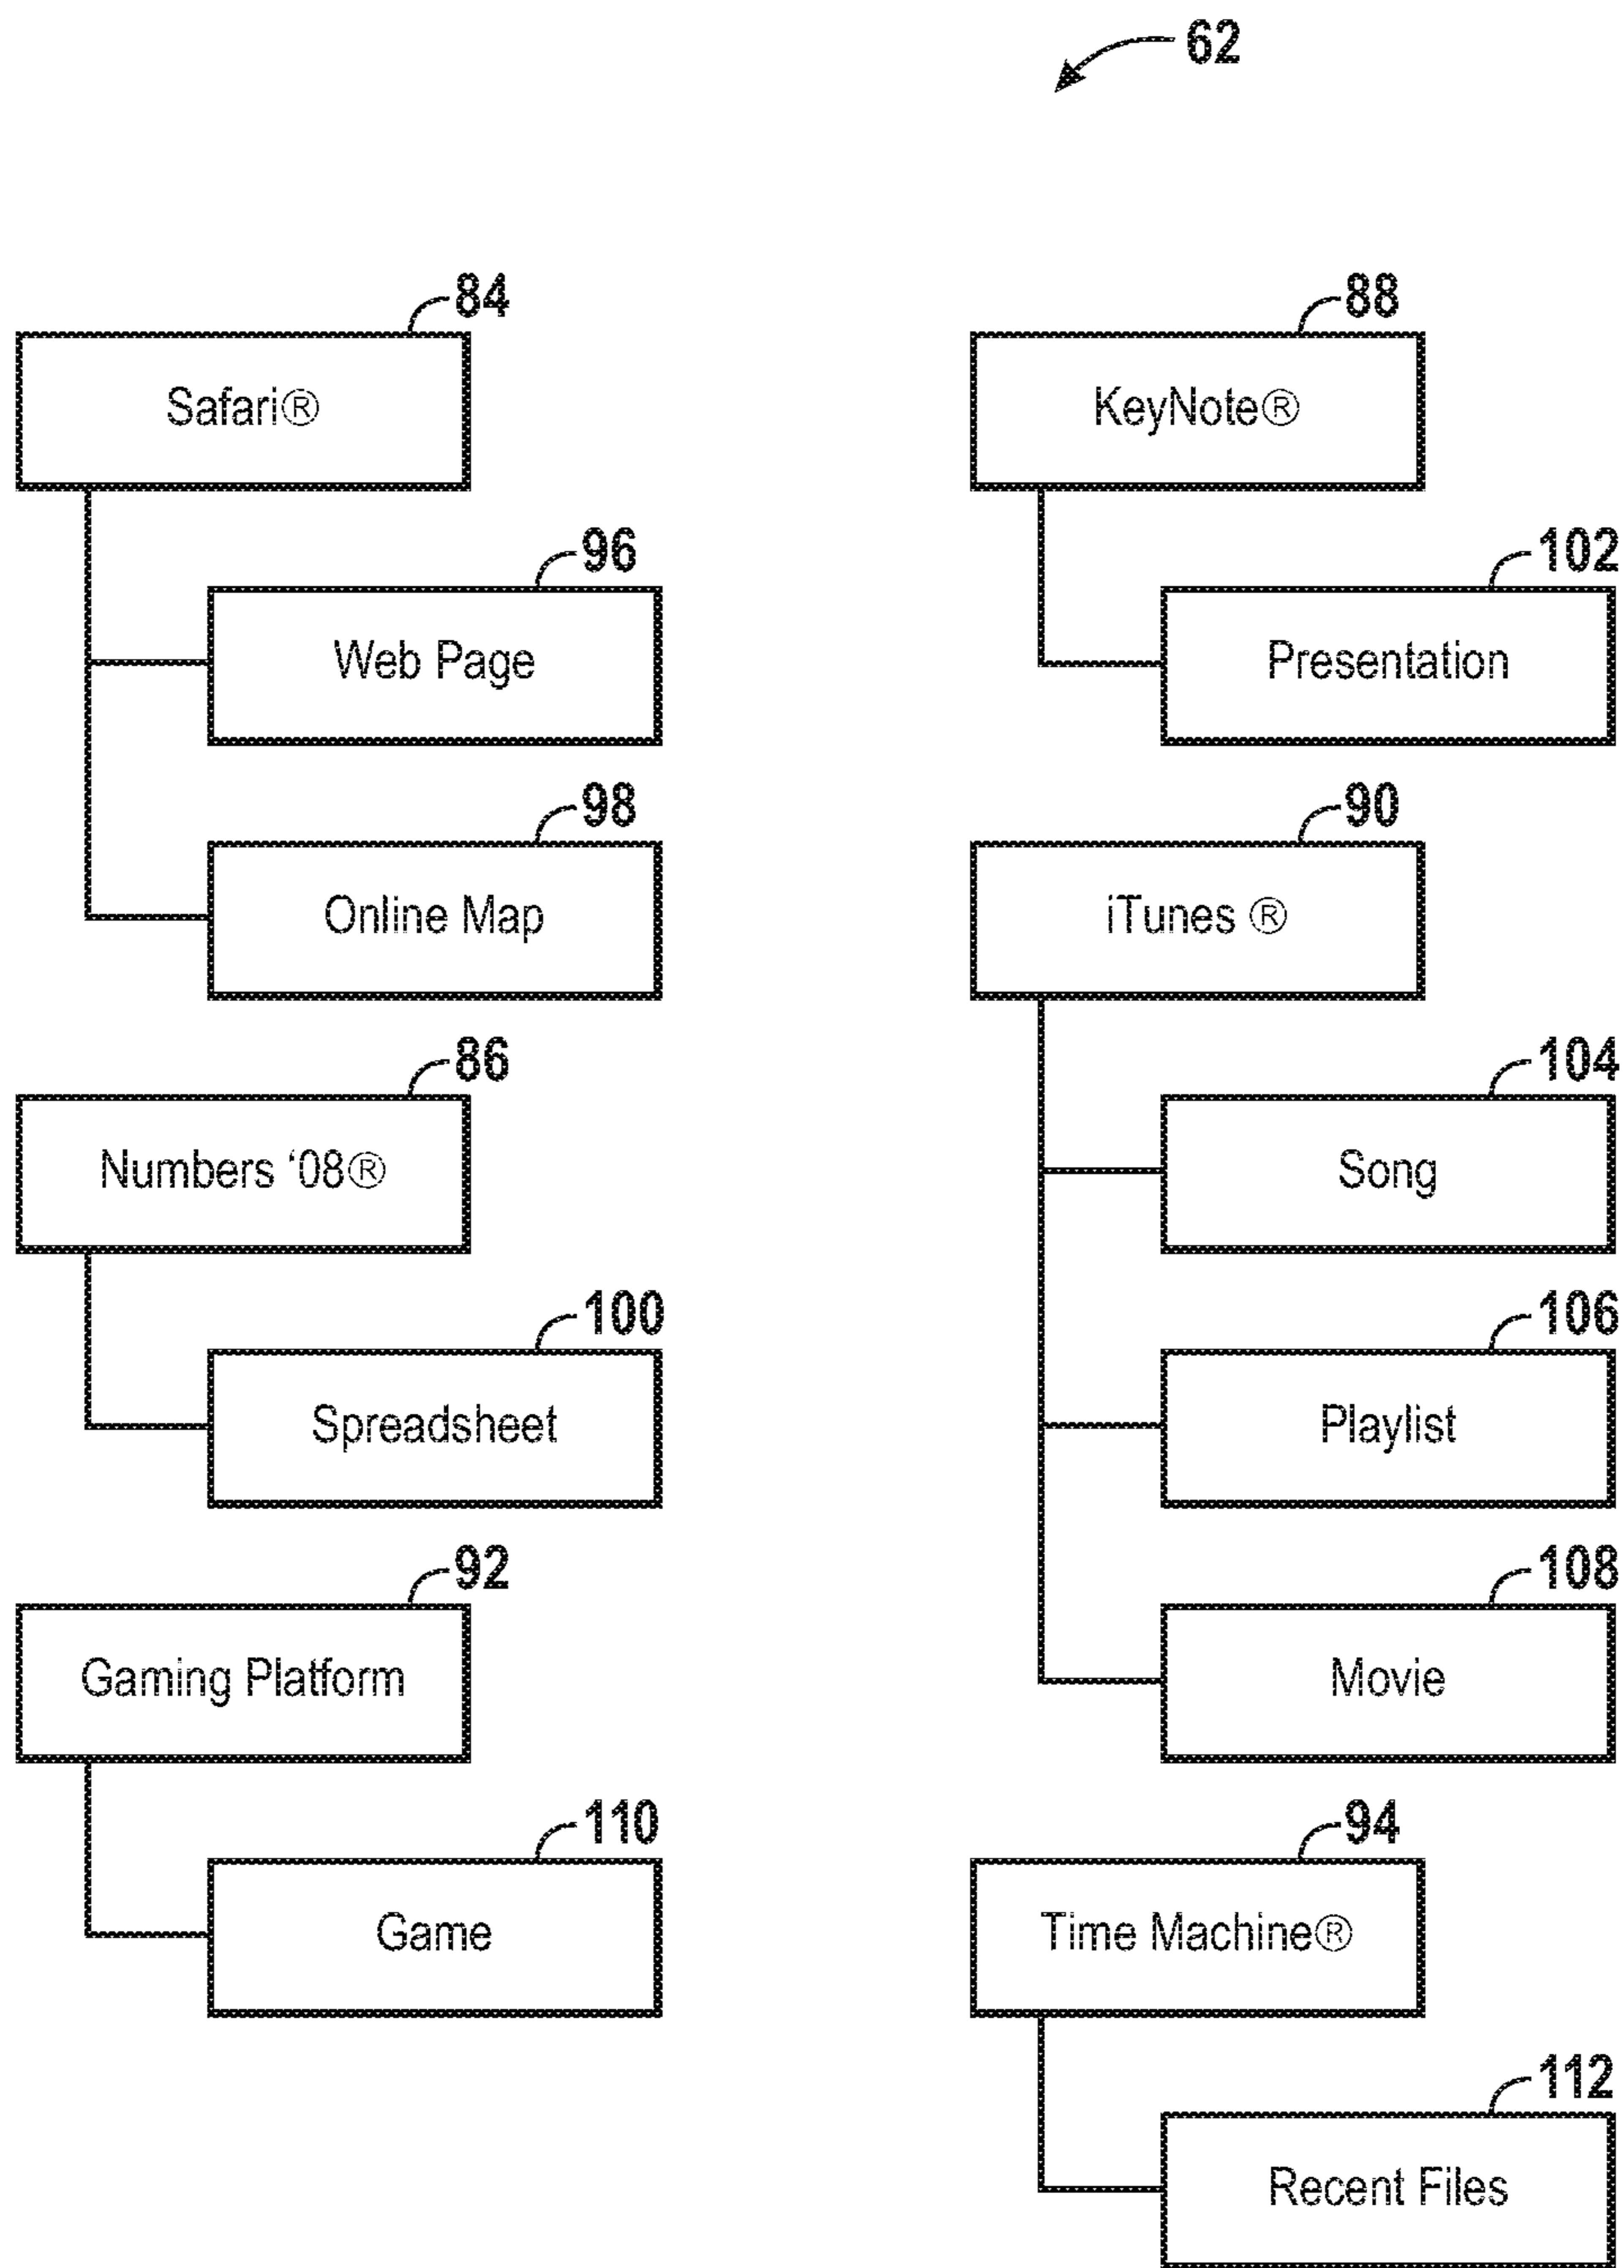 62
84
Safari®
96
Web Page
98
Online Map
86
Numbers ‘08®
100
Spreadsheet
92
Gaming Platform
110
Game
88
KeyNote®
102
Presentation
90
iTunes ®
104
Song
106
Playlist
108
Movie
94
Time Machine®
112
Recent Files